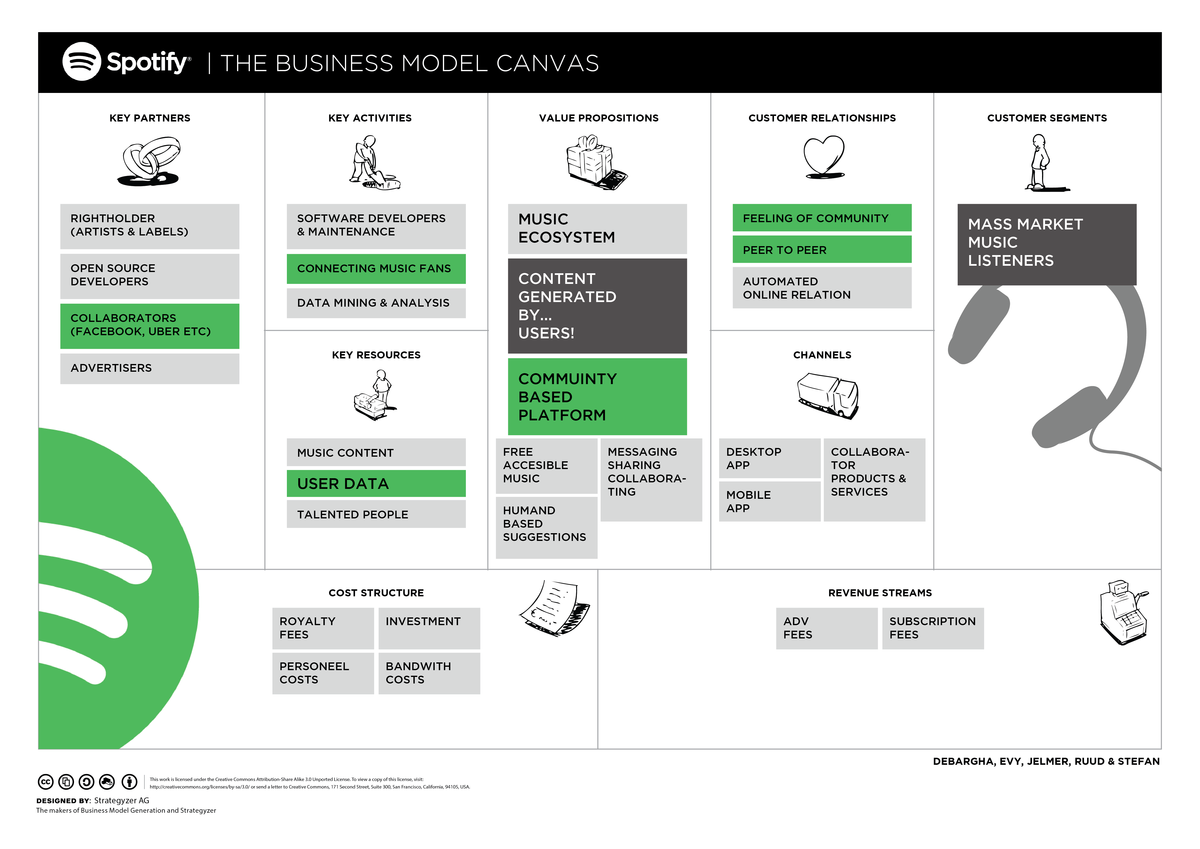 Spotify® | THE BUSINESS MODEL CANVAS
KEY PARTNERS
RIGHTHOLDER
(ARTISTS & LABELS)
OPEN SOURCE
DEVELOPERS
COLLABORATORS
(FACEBOOK, UBER ETC)
ADVERTISERS
KEY ACTIVITIES
SOFTWARE DEVELOPERS
& MAINTENANCE
CONNECTING MUSIC FANS
DATA MINING & ANALYSIS
KEY RESOURCES
MUSIC CONTENT
USER DATA
TALENTED PEOPLE
VALUE PROPOSITIONS
MUSIC
ECOSYSTEM
CONTENT
GENERATED
BY...
USERS!
COMMUINTY
BASED
PLATFORM
FREE
ACCESIBLE
MUSIC
HUMAND
BASED
SUGGESTIONS
MESSAGING
SHARING
COLLABORA-
TING
CUSTOMER RELATIONSHIPS
FEELING OF COMMUNITY
PEER TO PEER
AUTOMATED
ONLINE RELATION
CHANNELS
DESKTOP
APP
MOBILE
APP
COLLABORA-
TOR
PRODUCTS &
SERVICES
CUSTOMER SEGMENTS
MASS MARKET
MUSIC
LISTENERS
COST STRUCTURE
ROYALTY
FEES
INVESTMENT
PERSONEEL
COSTS
BANDWITH
COSTS
REVENUE STREAMS
ADV
FEES
SUBSCRIPTION
FEES
DEBARGHA, EVY, JELMER, RUUD & STEFAN
cc
This work is licensed under the Creative Commons Attribution-Share Alike 3.0 Unported License. To view a copy of this license, visit:
http://creativecommons.org/licenses/by-sa/3.0/ or send a letter to Creative Commons, 171 Second Street, Suite 300, San Francisco, California, 94105, USA.
DESIGNED BY: Strategyzer AG
The makers of Business Model Generation and Strategyzer